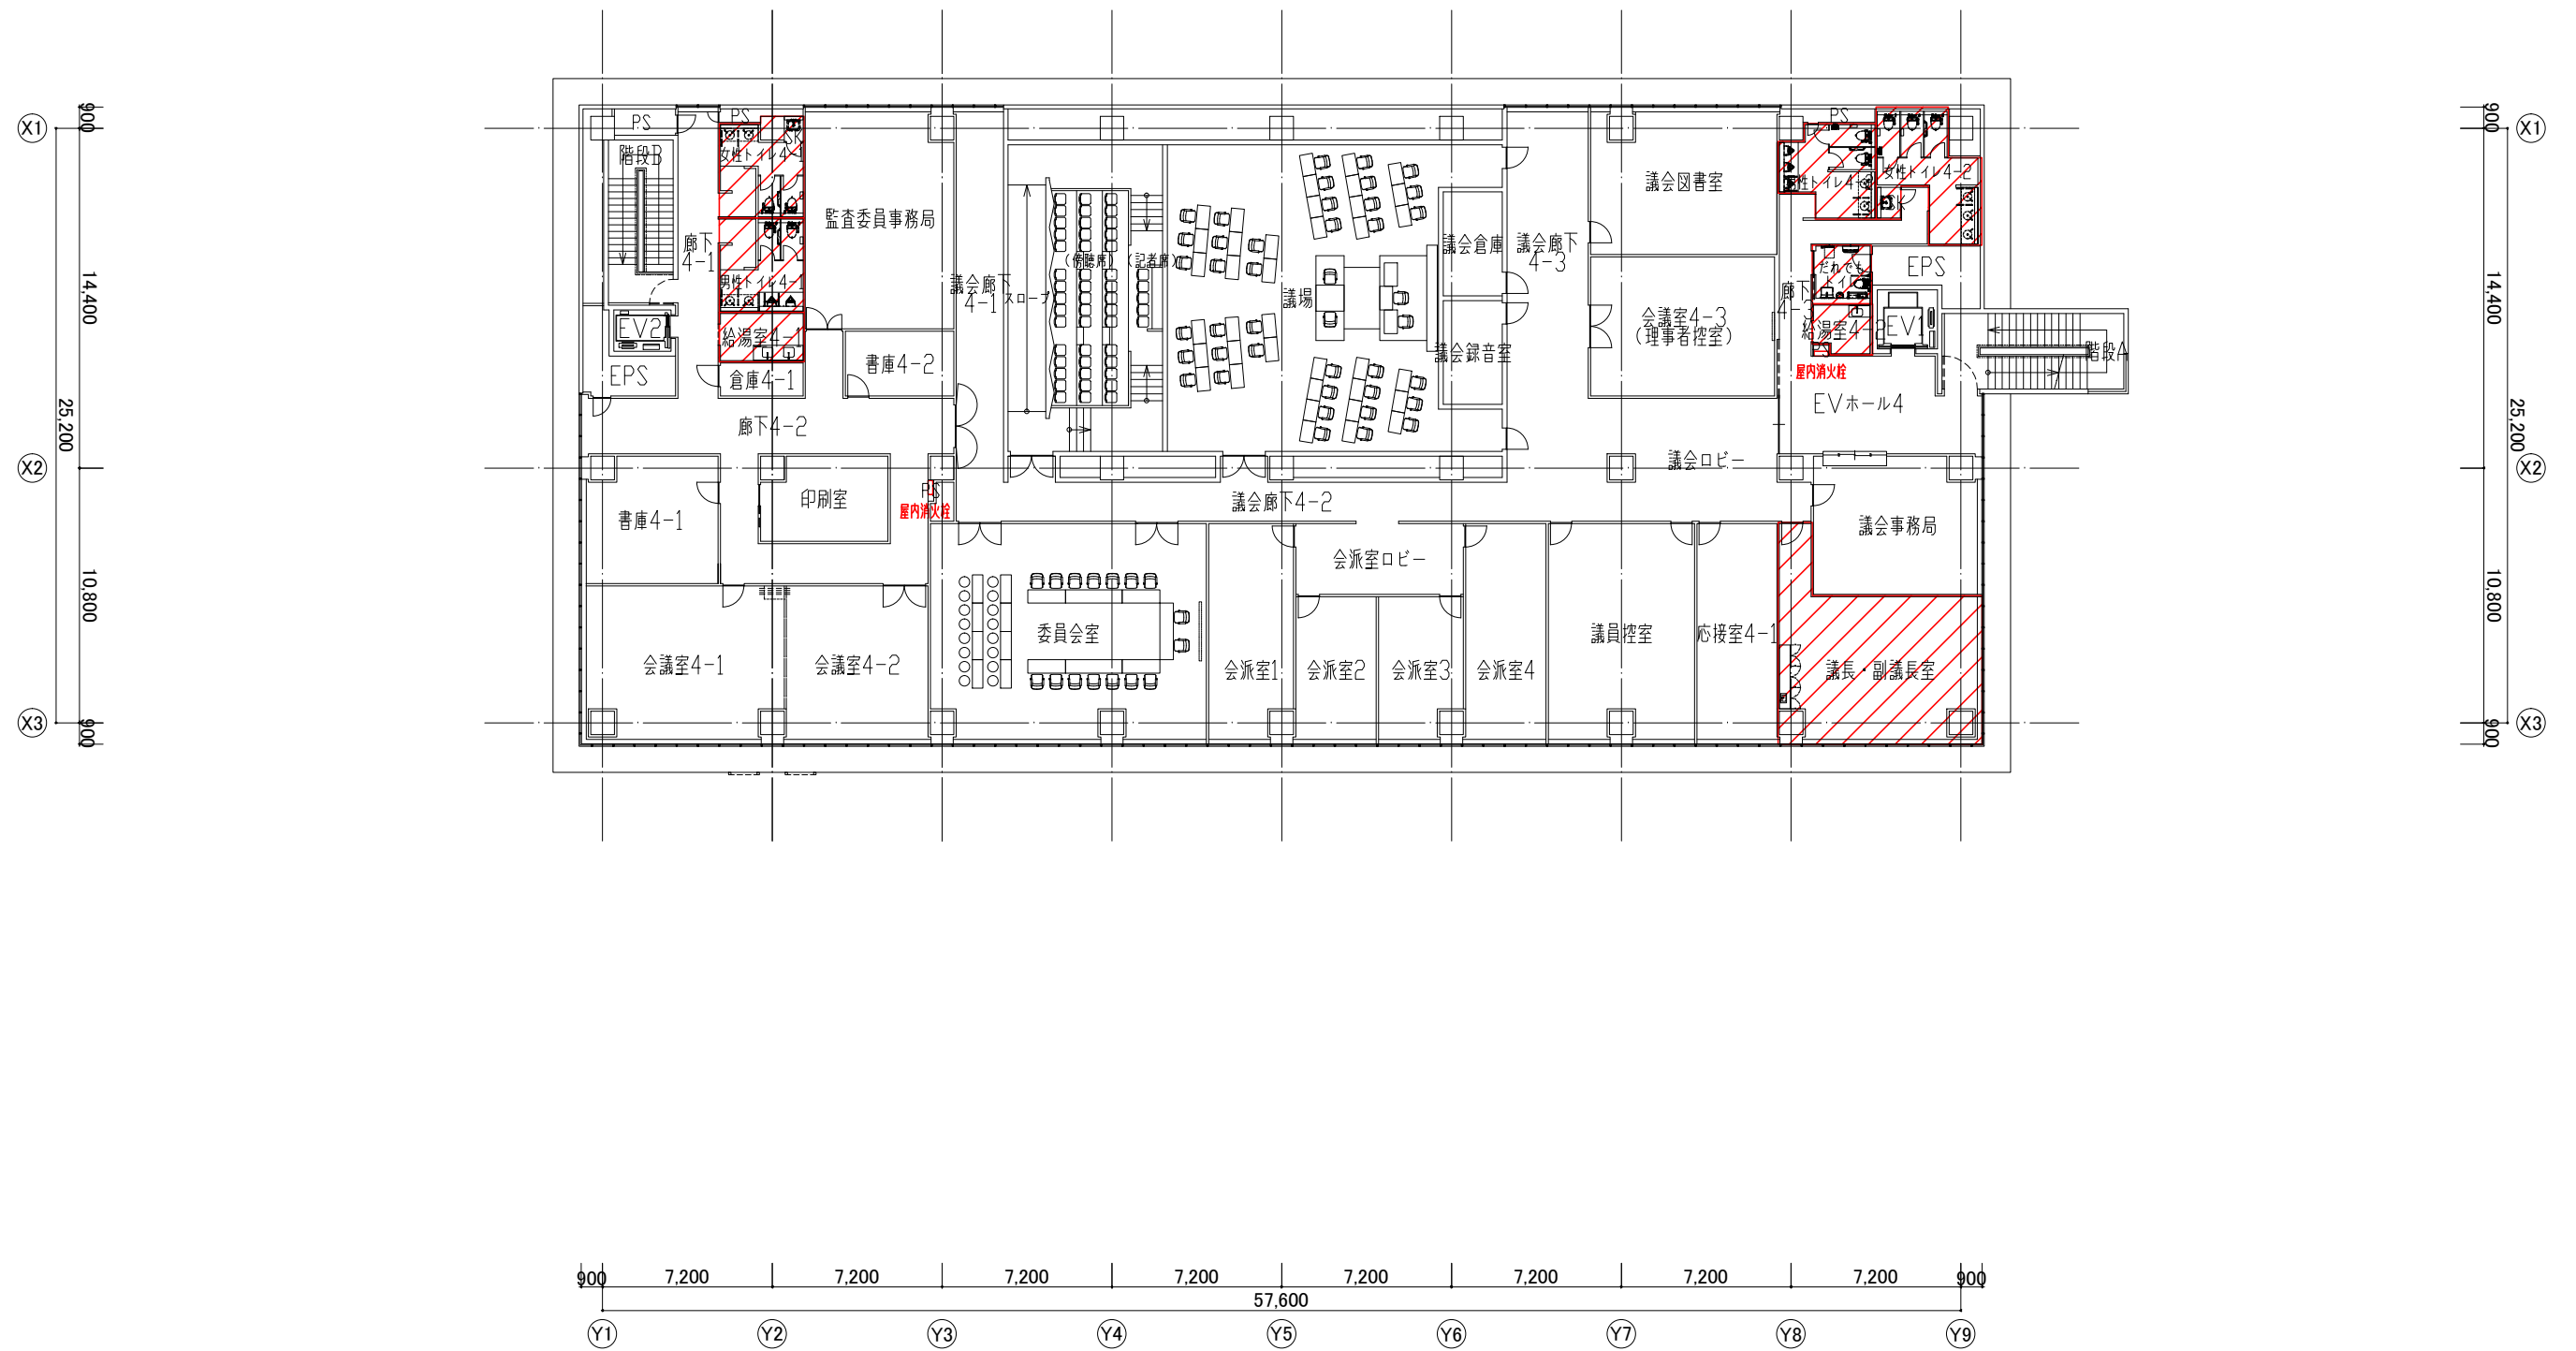 X1
900
14,400
25,200
X2
10,800
900
X3
PS
階段B
PS
SK
女性トイレ4-1
廊下
4-1
男性トイレ4-1
EV2
給湯室4-1
EPS
倉庫4-1
監査委員事務局
書庫4-2
廊下4-2
議会廊下
4-1
スロープ
(傍聴席)
(記者席)
議場
議会倉庫
議会録音室
議会廊下
4-3
議会図書室
会議室4-3
(理事者控室)
PS
女性トイレ4-2
SK
だれでも
EPS
廊下
4-3
給湯室4-2
EV1
PS
屋内消火栓
階段A
EVホール4
議会ロビー
書庫4-1
印刷室
PS
屋内消火栓
議会廊下4-2
会派室ロビー
議会事務局
会議室4-1
会議室4-2
委員会室
会派室1
会派室2
会派室3
会派室4
議員控室
応接室4-1
議長・副議長室
X1
900
14,400
25,200
X2
10,800
900
X3
900
7,200
7,200
7,200
7,200
7,200
7,200
7,200
7,200
900
57,600
Y1
Y2
Y3
Y4
Y5
Y6
Y7
Y8
Y9